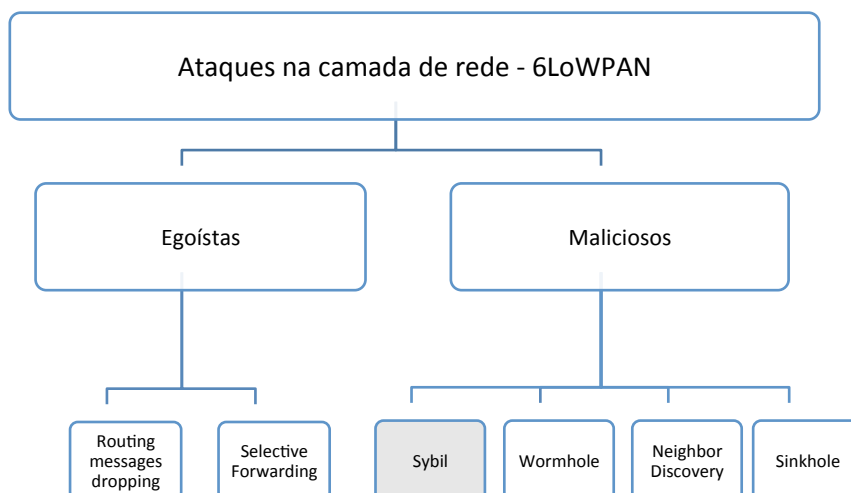 Ataques na camada de rede - 6LoWPAN
Egoístas
Maliciosos
Routing
messages
dropping
Selective
Forwarding
Sybil
Wormhole
Neighbor
Discovery
Sinkhole